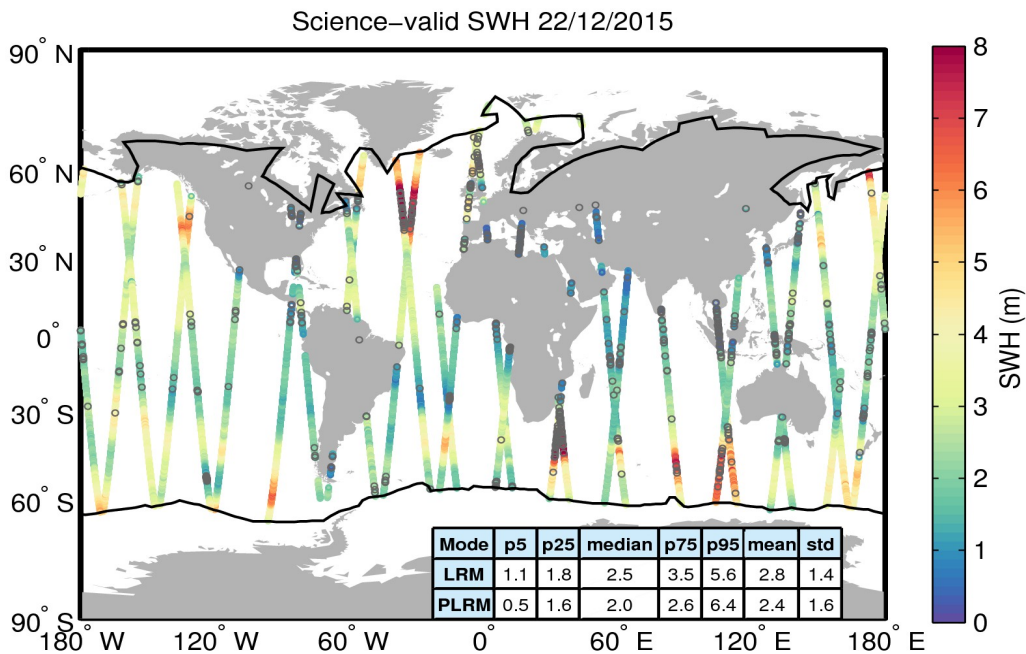 Science−valid SWH 22/12/2015
90° N
60° N
30° N
0°
30° S
60° S
90° S
180° W
120° W
60° W
0°
60° E
120° E
180° E
8
7
6
5
4
3
2
1
0
SWH (m)
Mode p5 p25 median p75 p95 mean std
LRM 1.1 1.8 2.5 3.5 5.6 2.8 1.4
PLRM 0.5 1.6 2.0 2.6 6.4 2.4 1.6